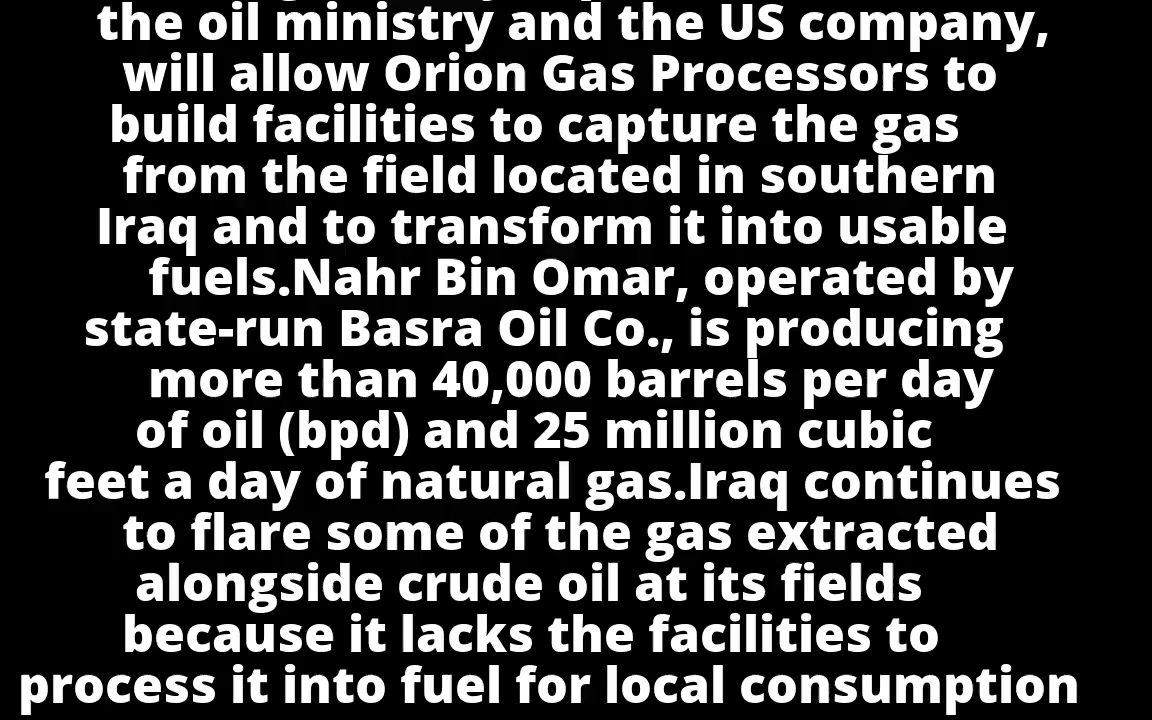 the oil ministry and the US company,
will allow Orion Gas Processors to
build facilities to capture the gas
from the field located in southern
Iraq and to transform it into usable
fuels.Nahr Bin Omar, operated by
state-run Basra Oil Co., is producing
more than 40,000 barrels per day
of oil (bpd) and 25 million cubic
feet a day of natural gas.Iraq continues
to flare some of the gas extracted
alongside crude oil at its fields
because it lacks the facilities to
process it into fuel for local consumption